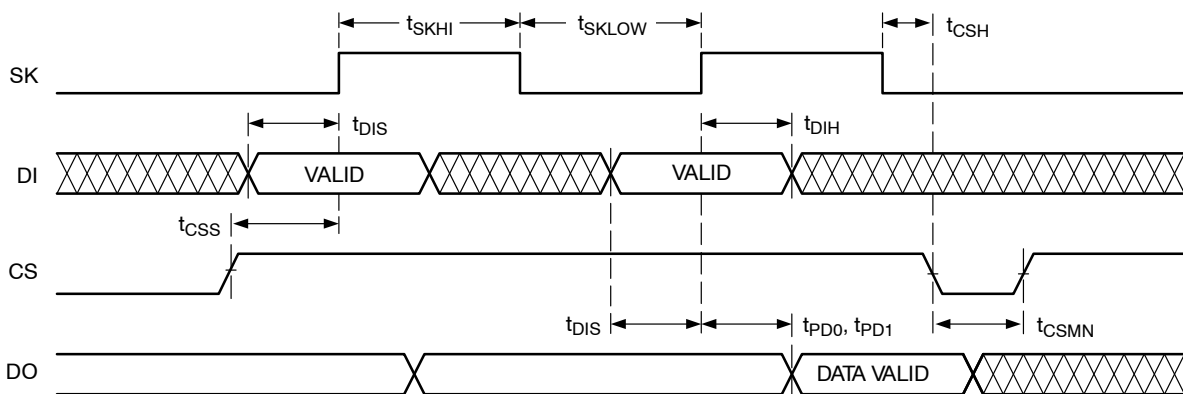 tSKHI
tSKLOW
tCSH
SK
tDIS
tDIH
DI
VALID
VALID
tCSS
CS
tDIS
tPD0, tPD1
tCSMN
DO
DATA VALID